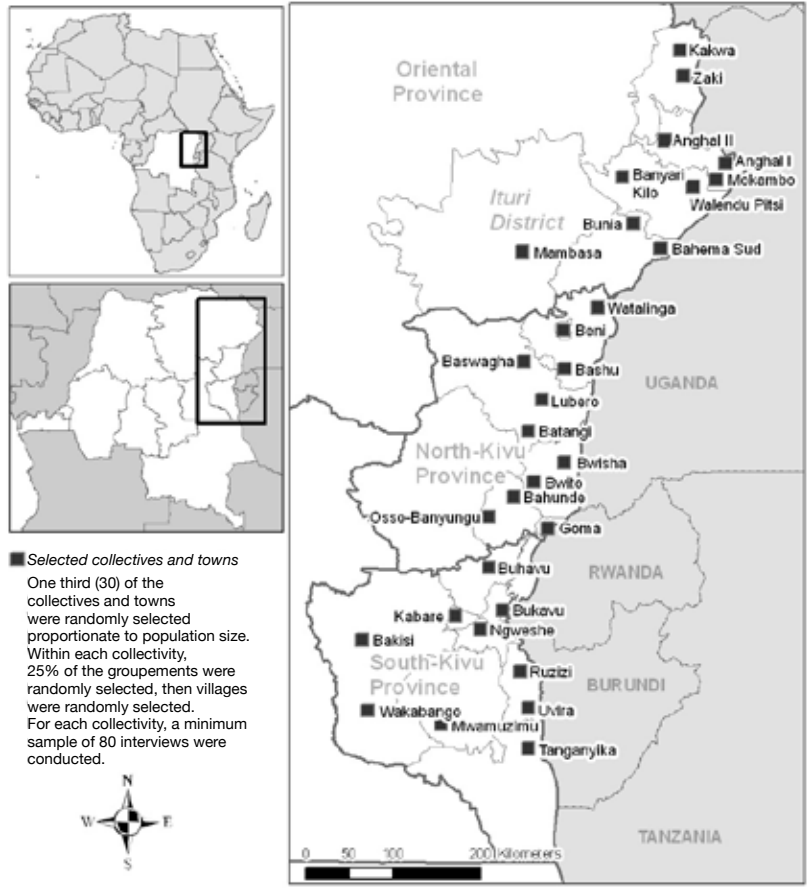 Kakwa
Zaki
Oriental
Province
Anghal II
Anghal I
Banyari
Kilo
Mokambo
Walendu Pitsi
Ituri
District
Bunia
Bahema Sud
Mambasa
Watalinga
Beni
Baswagha
Bashu
UGANDA
Lubero
Batangi
North-Kivu
Province
Bwisha
Bwito
Bahunde
Osso-Banyungu
Goma
Selected collectives and towns
One third (30) of the
collectives and towns
were randomly selected
proportionate to population size.
Within each collectivity,
25% of the groupements were
randomly selected, then villages
were randomly selected.
For each collectivity, a minimum
sample of 80 interviews were
conducted.
Buhavu
RWANDA
Kabare
Bukavu
Ngweshe
Bakisi
South-Kivu
Province
Ruzizi
BURUNDI
Wakabango
Uvira
Mwamuzimu
Tanganyika
TANZANIA
N
W
E
S
0 50 100 200 Kilometers